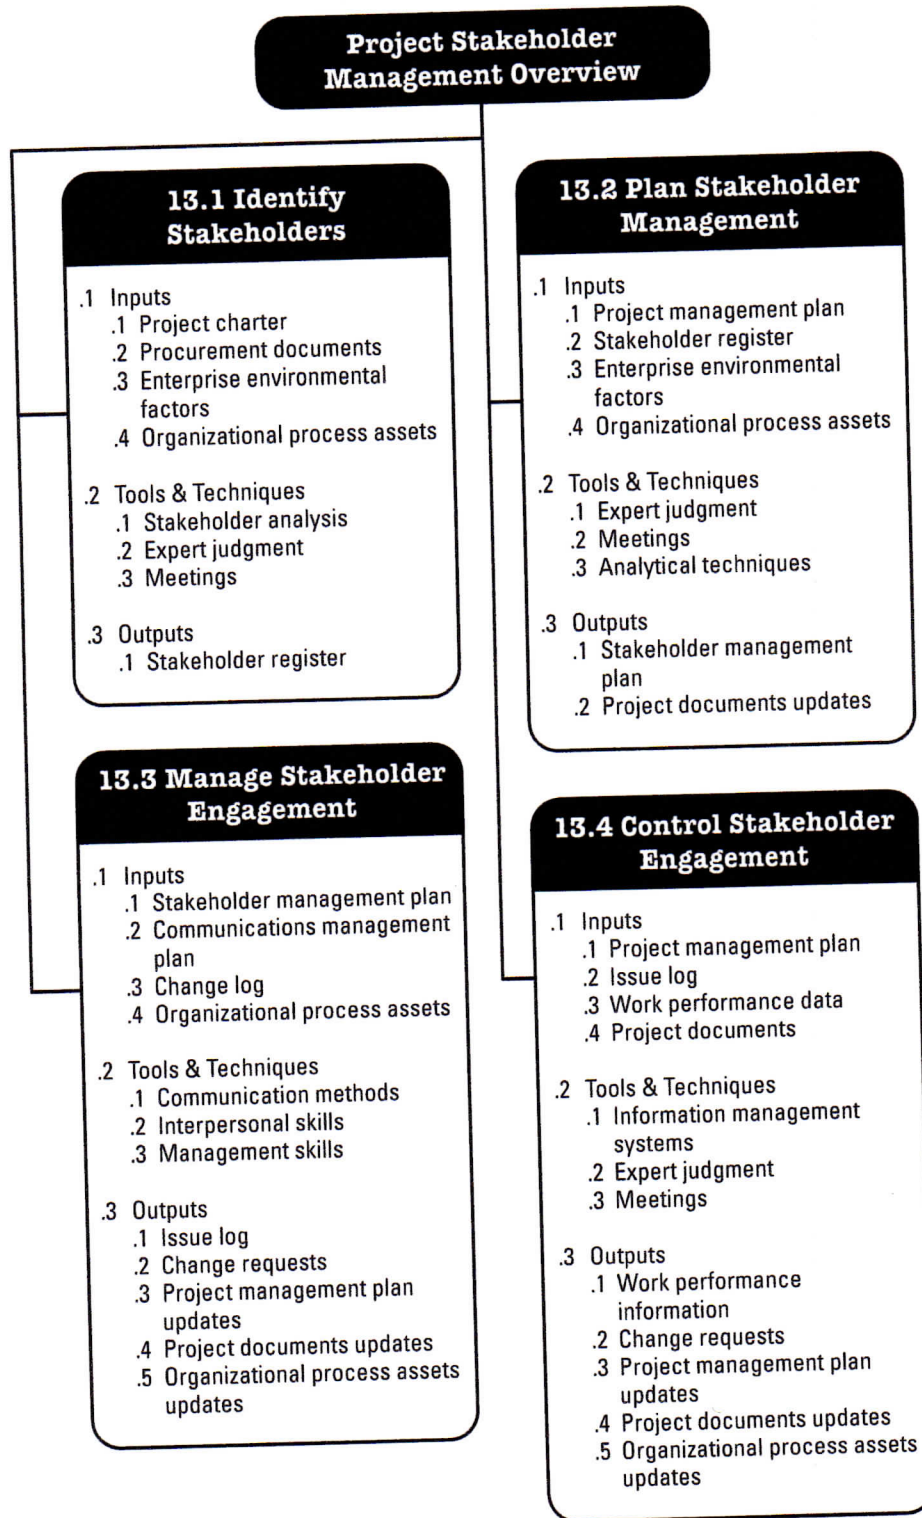 Project Stakeholder
Management Overview
13.1 Identify
Stakeholders
.1 Inputs
.1 Project charter
.2 Procurement documents
.3 Enterprise environmental
factors
.4 Organizational process assets
.2 Tools & Techniques
.1 Stakeholder analysis
.2 Expert judgment
.3 Meetings
.3 Outputs
.1 Stakeholder register
13.2 Plan Stakeholder
Management
.1 Inputs
.1 Project management plan
.2 Stakeholder register
.3 Enterprise environmental
factors
.4 Organizational process assets
.2 Tools & Techniques
.1 Expert judgment
.2 Meetings
.3 Analytical techniques
.3 Outputs
.1 Stakeholder management
plan
.2 Project documents updates
13.3 Manage Stakeholder
Engagement
.1 Inputs
.1 Stakeholder management plan
.2 Communications management
plan
.3 Change log
.4 Organizational process assets
.2 Tools & Techniques
.1 Communication methods
.2 Interpersonal skills
.3 Management skills
.3 Outputs
.1 Issue log
.2 Change requests
.3 Project management plan
updates
.4 Project documents updates
.5 Organizational process assets
updates
13.4 Control Stakeholder
Engagement
.1 Inputs
.1 Project management plan
.2 Issue log
.3 Work performance data
.4 Project documents
.2 Tools & Techniques
.1 Information management
systems
.2 Expert judgment
.3 Meetings
.3 Outputs
.1 Work performance
information
.2 Change requests
.3 Project management plan
updates
.4 Project documents updates
.5 Organizational process assets
updates